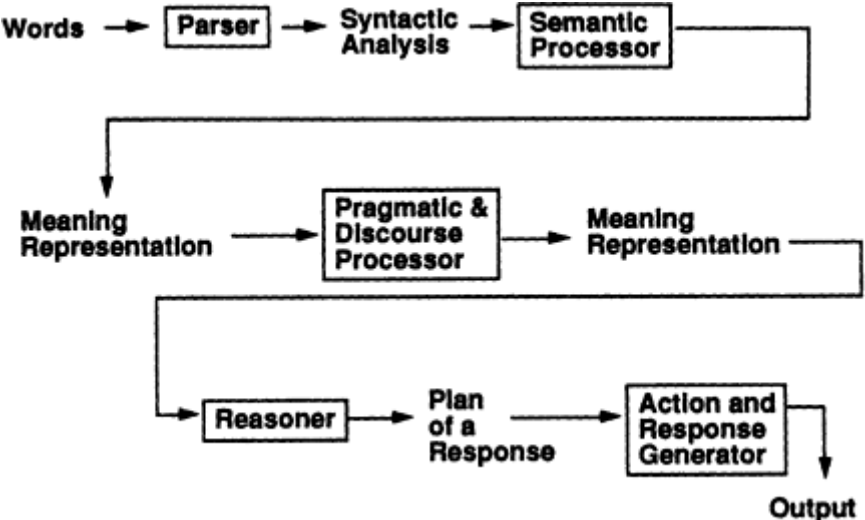 Words
Parser
Syntactic
Analysis
Semantic
Processor
Meaning
Representation
Pragmatic &
Discourse
Processor
Meaning
Representation
Reasoner
Plan
of a
Response
Action and
Response
Generator
Output